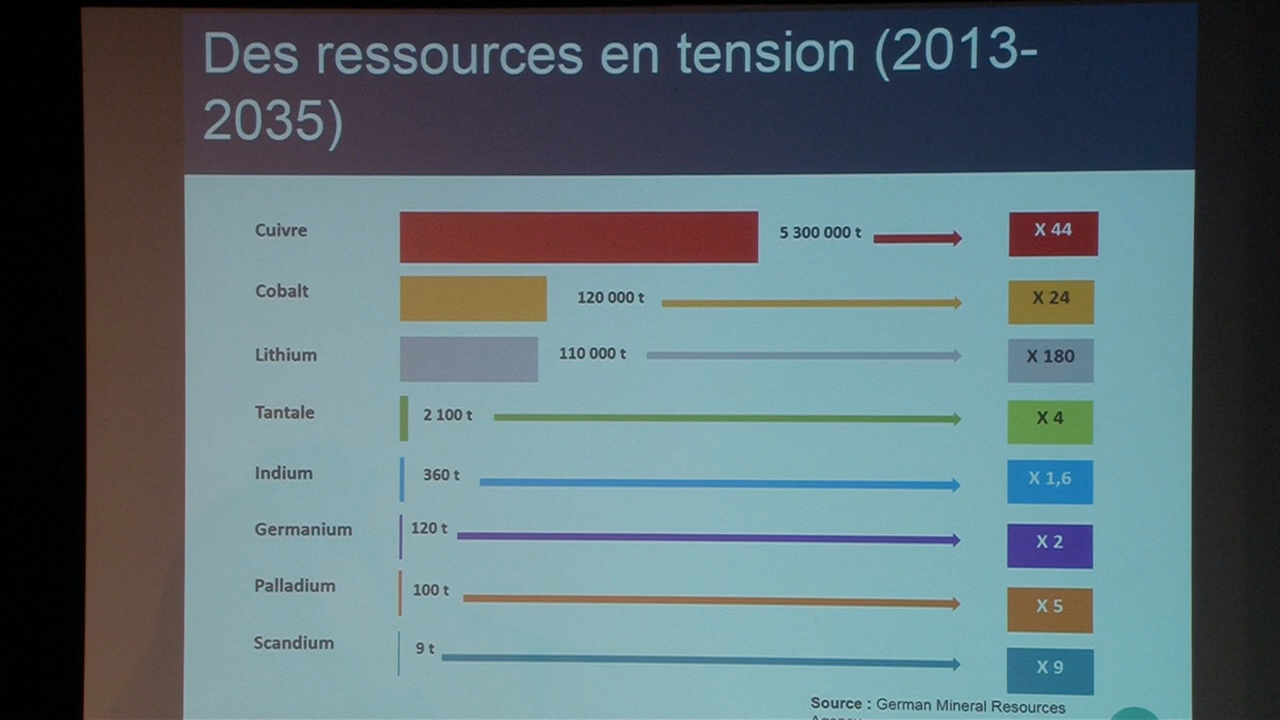 Des ressources en tension (2013-
2035)
Cuivre 5 300 000 t X 44
Cobalt 120 000 t X 24
Lithium 110 000 t X 180
Tantale 2 100 t X 4
Indium 360 t X 1,6
Germanium 120 t X 2
Palladium 100 t X 5
Scandium 9 t X 9
Source : German Mineral Resources